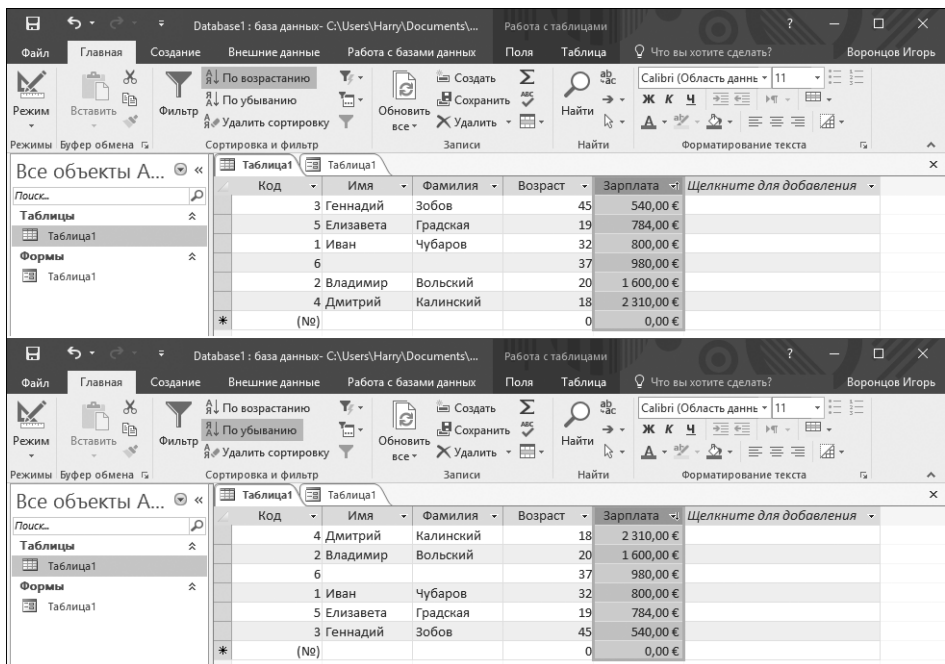 Database1 : база данных- C:\Users\Harry\Documents\... Работа с таблицами ?
Файл Главная Создание Внешние данные Работа с базами данных Поля Таблица Что вы хотите сделать? Воронцов Игорь
По возрастанию Создать Calibri (Область даннь 11
Режим Вставить Фильтр По убыванию Обновить все Сохранить Найти Ж К Ч
Удалить сортировку Удалить
Режимы Буфер обмена Сортировка и фильтр Записи Найти Форматирование текста
Все объекты A... « Таблица1 Таблица1
Код Имя Фамилия Возраст Зарплата Щелкните для добавления
Поиск...
3 Геннадий Зобов 45 540,00 €
Таблицы
5 Елизавета Градская 19 784,00 €
Таблица1
1 Иван Чубаров 32 800,00 €
Формы
6 37 980,00 €
Таблица1
2 Владимир Вольский 20 1 600,00 €
4 Дмитрий Калинский 18 2 310,00 €
(№) 0 0,00 €
Database1 : база данных- C:\Users\Harry\Documents\... Работа с таблицами ?
Файл Главная Создание Внешние данные Работа с базами данных Поля Таблица Что вы хотите сделать? Воронцов Игорь
По возрастанию Создать Calibri (Область даннь 11
Режим Вставить Фильтр По убыванию Обновить все Сохранить Найти Ж К Ч
Удалить сортировку Удалить
Режимы Буфер обмена Сортировка и фильтр Записи Найти Форматирование текста
Все объекты A... « Таблица1 Таблица1
Код Имя Фамилия Возраст Зарплата Щелкните для добавления
Поиск...
4 Дмитрий Калинский 18 2 310,00 €
Таблицы
2 Владимир Вольский 20 1 600,00 €
Таблица1
6 37 980,00 €
Формы
1 Иван Чубаров 32 800,00 €
Таблица1
5 Елизавета Градская 19 784,00 €
3 Геннадий Зобов 45 540,00 €
(№) 0 0,00 €